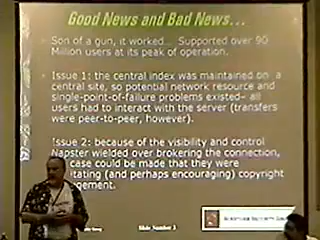 Good News and Bad News...
Son of a gun, it worked... Supported over 90
Million users at its peak of operation.
Issue 1: the central index was maintained on a
central site, so potential network resource and
single-point-of-failure problems existed– all
users had to interact with the server (transfers
were peer-to-peer, however).
Issue 2: because of the visibility and control
Napster wielded over brokering the connection,
case could be made that they were
itating (and perhaps encouraging) copyright
gement.
Slide Number 3